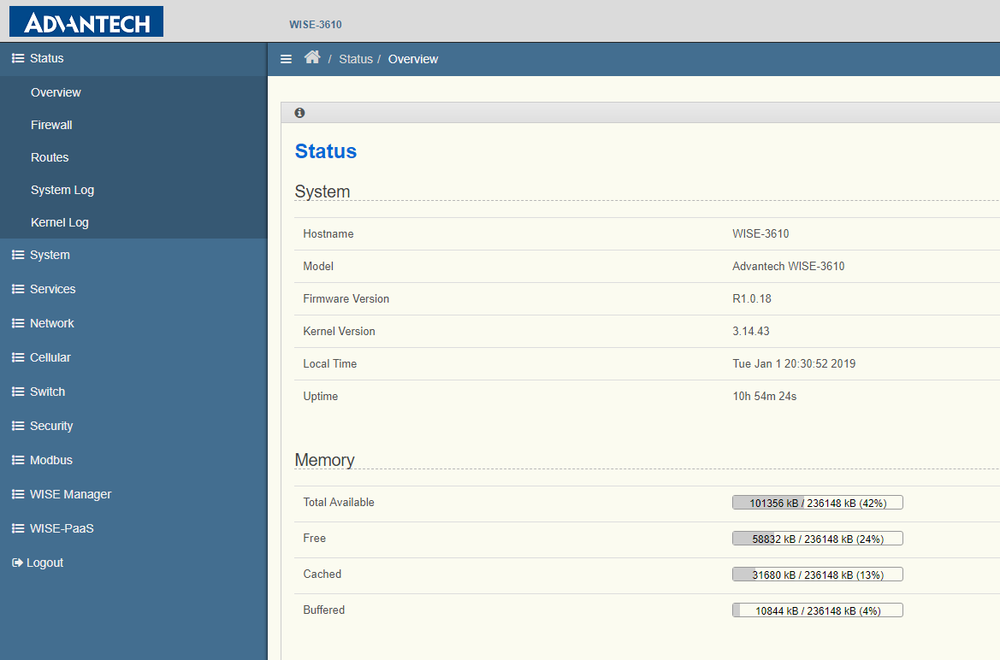 ADVANTECH
WISE-3610
Status
Overview
Firewall
Routes
System Log
Kernel Log
System
Services
Network
Cellular
Switch
Security
Modbus
WISE Manager
WISE-PaaS
Logout
/ Status / Overview
Status
System
Hostname WISE-3610
Model Advantech WISE-3610
Firmware Version R1.0.18
Kernel Version 3.14.43
Local Time Tue Jan 1 20:30:52 2019
Uptime 10h 54m 24s
Memory
Total Available 101356 kB / 236148 kB (42%)
Free 58832 kB / 236148 kB (24%)
Cached 31680 kB / 236148 kB (13%)
Buffered 10844 kB / 236148 kB (4%)